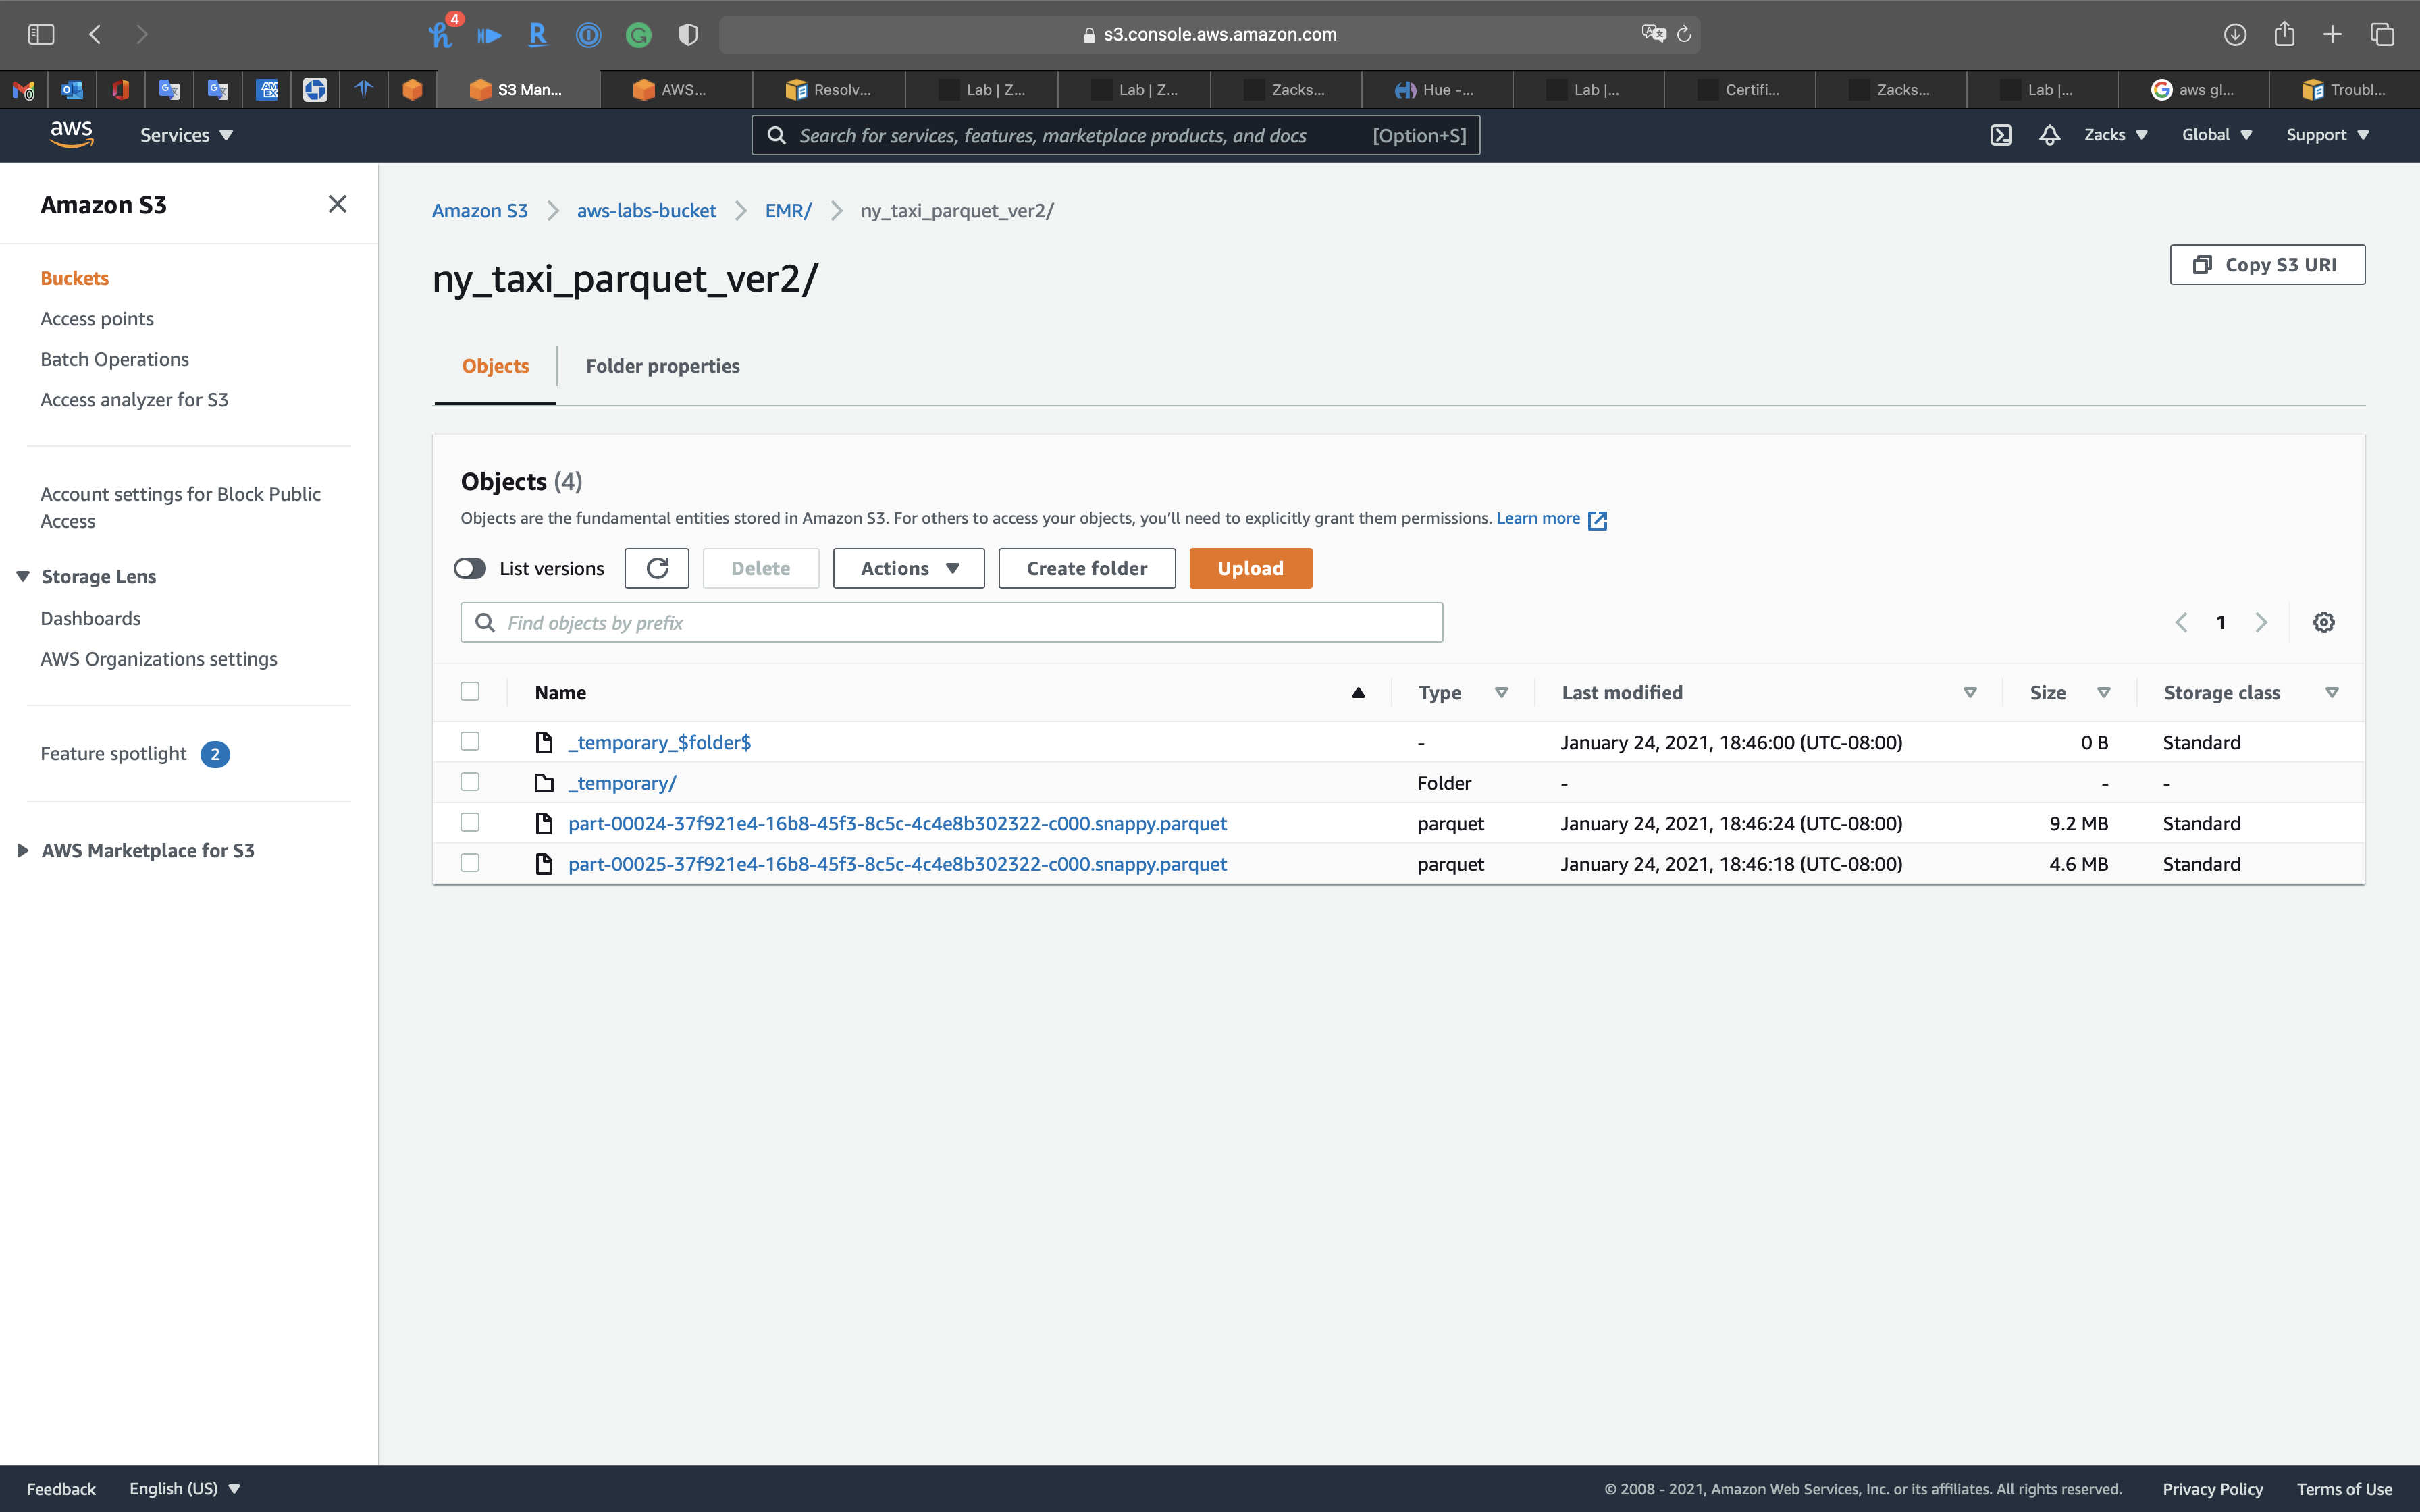 4
s3.console.aws.amazon.com
S3 Man...
AWS...
Resolv...
Lab | Z...
Lab | Z...
Zacks...
Hue -...
Lab |...
Certifi...
Zacks...
Lab |...
aws gl...
Troubl...
aws
Services
Search for services, features, marketplace products, and docs [Option+S]
Zacks
Global
Support
Amazon S3
Buckets
Access points
Batch Operations
Access analyzer for S3
Account settings for Block Public
Access
Storage Lens
Dashboards
AWS Organizations settings
Feature spotlight 2
AWS Marketplace for S3
Amazon S3 > aws-labs-bucket > EMR/ > ny_taxi_parquet_ver2/
ny_taxi_parquet_ver2/
Copy S3 URI
Objects
Folder properties
Objects (4)
Objects are the fundamental entities stored in Amazon S3. For others to access your objects, you’ll need to explicitly grant them permissions. Learn more
List versions
Delete
Actions
Create folder
Upload
Find objects by prefix
1
Name Type Last modified Size Storage class
_temporary_$folder$ - January 24, 2021, 18:46:00 (UTC-08:00) 0 B Standard
_temporary/ Folder - - -
part-00024-37f921e4-16b8-45f3-8c5c-4c4e8b302322-c000.snappy.parquet parquet January 24, 2021, 18:46:24 (UTC-08:00) 9.2 MB Standard
part-00025-37f921e4-16b8-45f3-8c5c-4c4e8b302322-c000.snappy.parquet parquet January 24, 2021, 18:46:18 (UTC-08:00) 4.6 MB Standard
Feedback
English (US)
© 2008 - 2021, Amazon Web Services, Inc. or its affiliates. All rights reserved.
Privacy Policy
Terms of Use